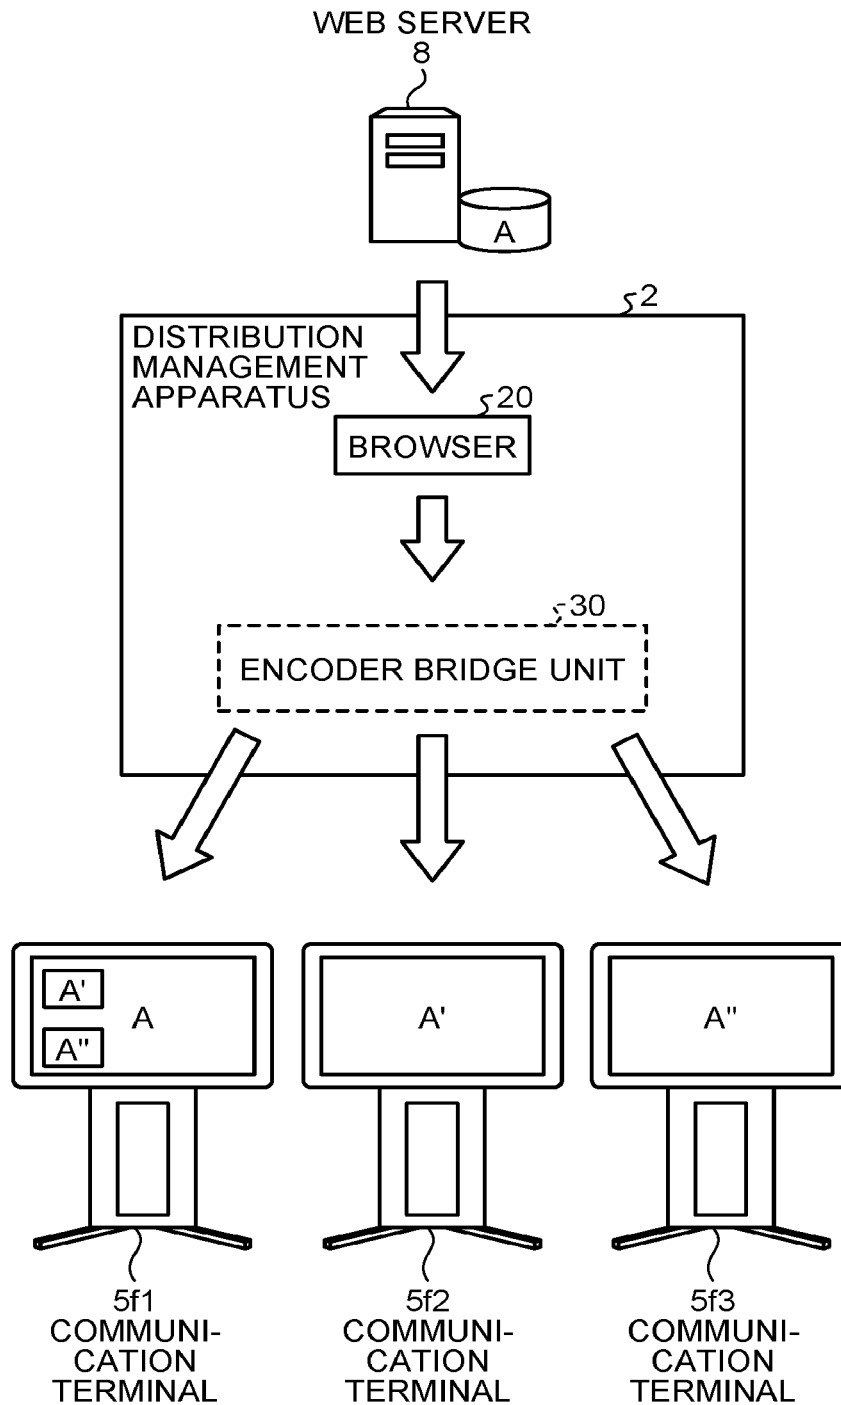 WEB SERVER
8
A
2
DISTRIBUTION
MANAGEMENT
APPARATUS
20
BROWSER
30
ENCODER BRIDGE UNIT
A'
A
A"
A'
A"
5f1
COMMUNI-
CATION
TERMINAL
5f2
COMMUNI-
CATION
TERMINAL
5f3
COMMUNI-
CATION
TERMINAL